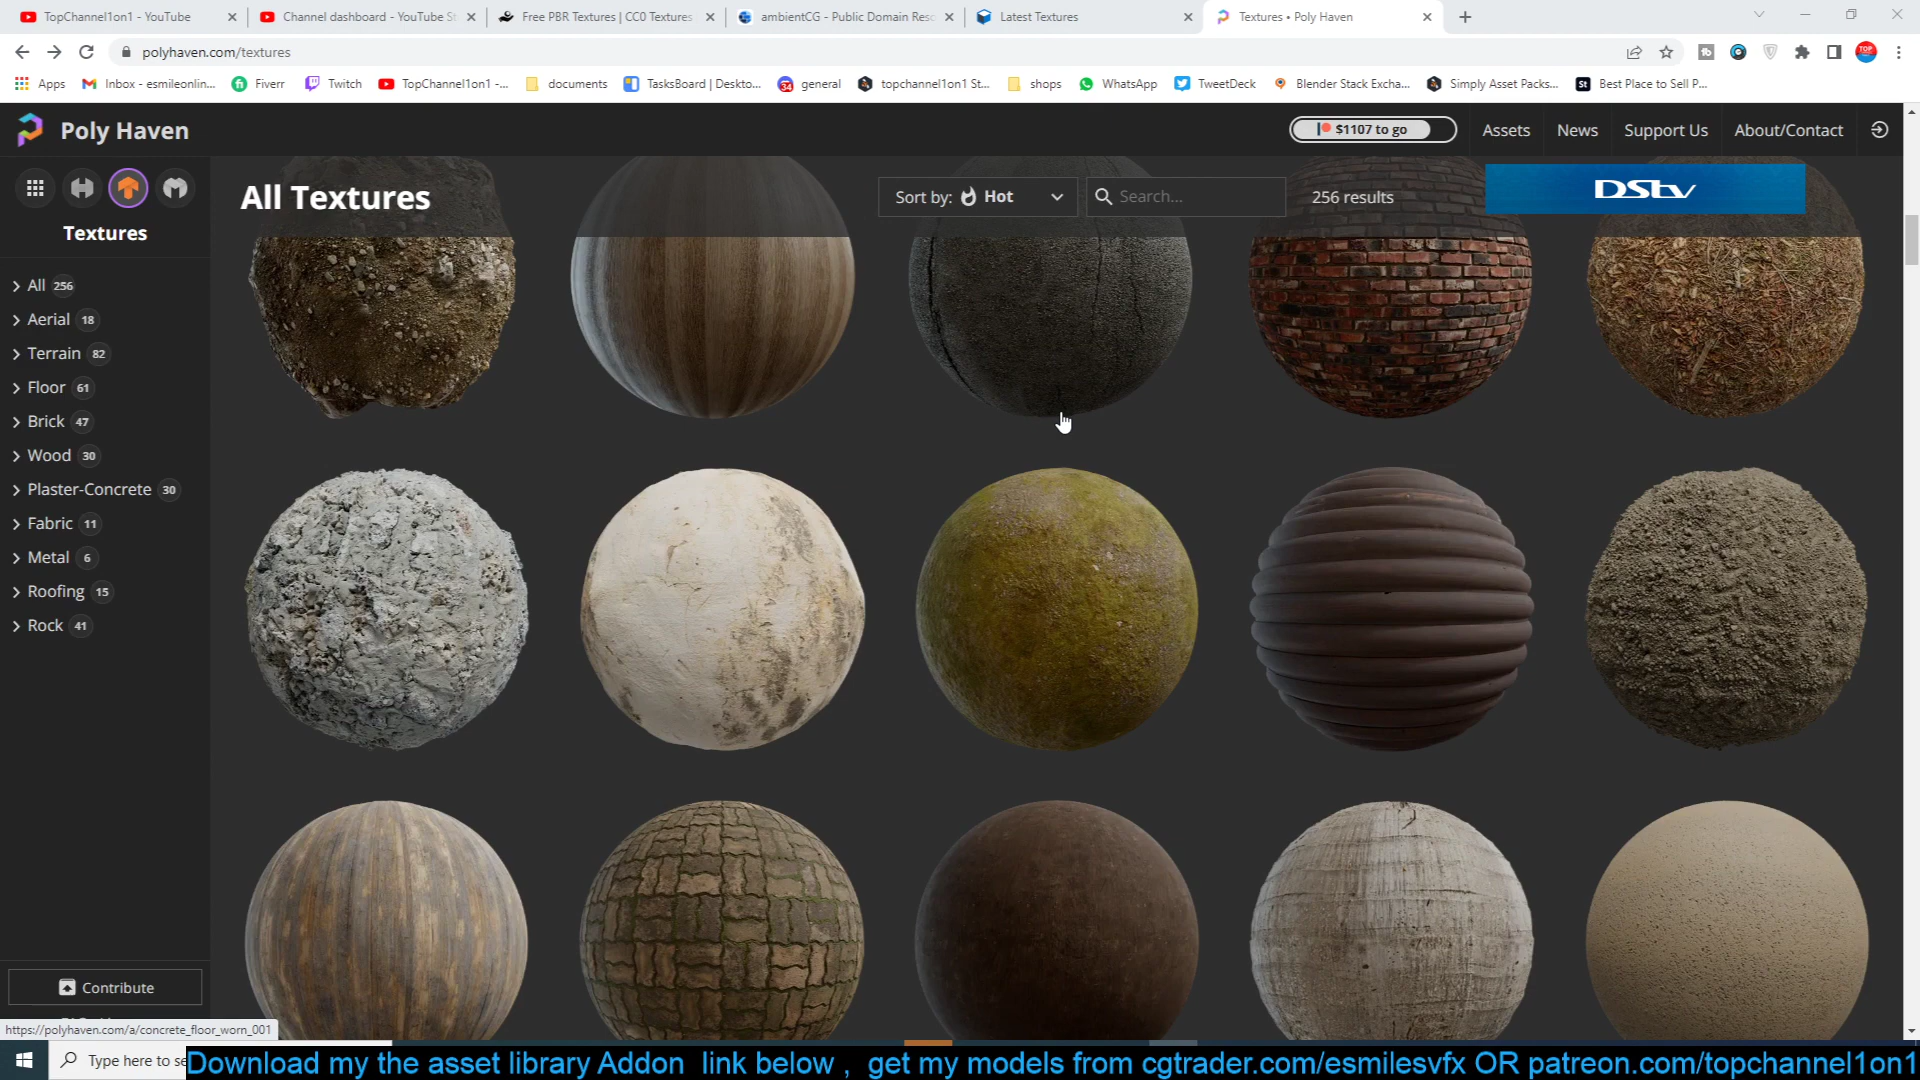 TopChannel1on1 - YouTube
Channel dashboard - YouTube St
Free PBR Textures | CC0 Textures
ambientCG - Public Domain Reso
Latest Textures
Textures • Poly Haven
polyhaven.com/textures
Apps
Inbox - esmileonlin...
Fiverr
Twitch
TopChannel1on1 -...
documents
TasksBoard | Deskto...
34
general
topchannel1on1 St...
shops
WhatsApp
TweetDeck
Blender Stack Excha...
Simply Asset Packs...
St
Best Place to Sell P...
Poly Haven
$1107 to go
Assets
News
Support Us
About/Contact
Textures
All Textures
Sort by: Hot
Search...
256 results
DStv
All 256
Aerial 18
Terrain 82
Floor 61
Brick 47
Wood 30
Plaster-Concrete 30
Fabric 11
Metal 6
Roofing 15
Rock 41
Contribute
https://polyhaven.com/a/concrete_floor_worn_001
Type here to se
Download my the asset library Addon link below , get my models from cgtrader.com/esmilesvfx OR patreon.com/topchannel1on1